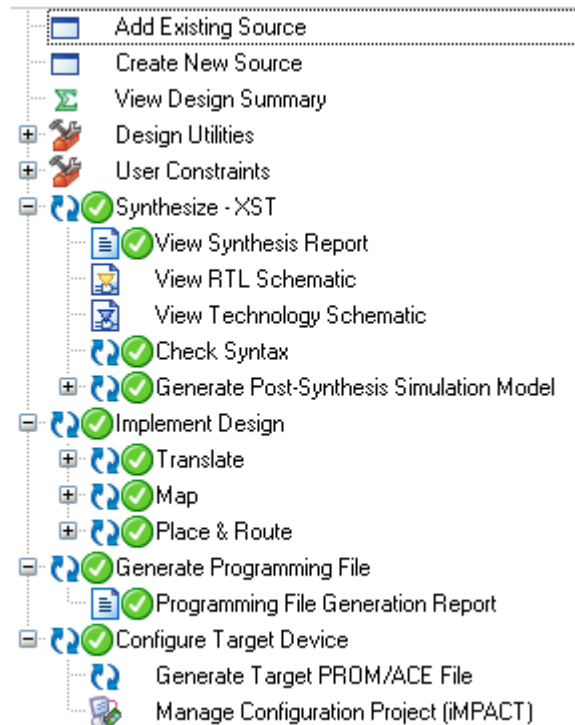 Add Existing Source
Create New Source
View Design Summary
Design Utilities
User Constraints
Synthesize - XST
View Synthesis Report
View RTL Schematic
View Technology Schematic
Check Syntax
Generate Post-Synthesis Simulation Model
Implement Design
Translate
Map
Place & Route
Generate Programming File
Programming File Generation Report
Configure Target Device
Generate Target PROM/ACE File
Manage Configuration Project (iMPACT)